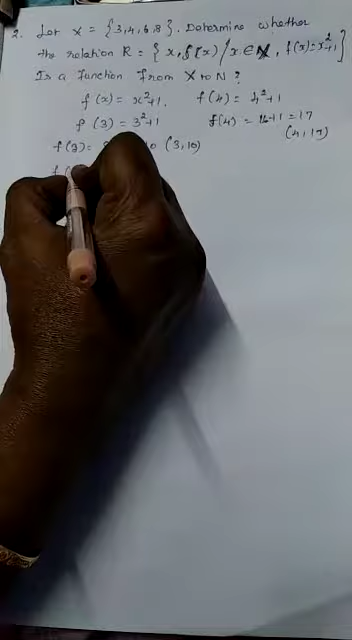 2. Let X = {3,4,6,8}. Determine whether
the relation R = {x, f(x) / x ∈ X, f(x) = x²+1}
Is a function from X to N ?
f(x) = x²+1. f(4) = 4²+1
f(3) = 3²+1 f(4) = 16+1 = 17
f(3) = (3,10) (4,17)